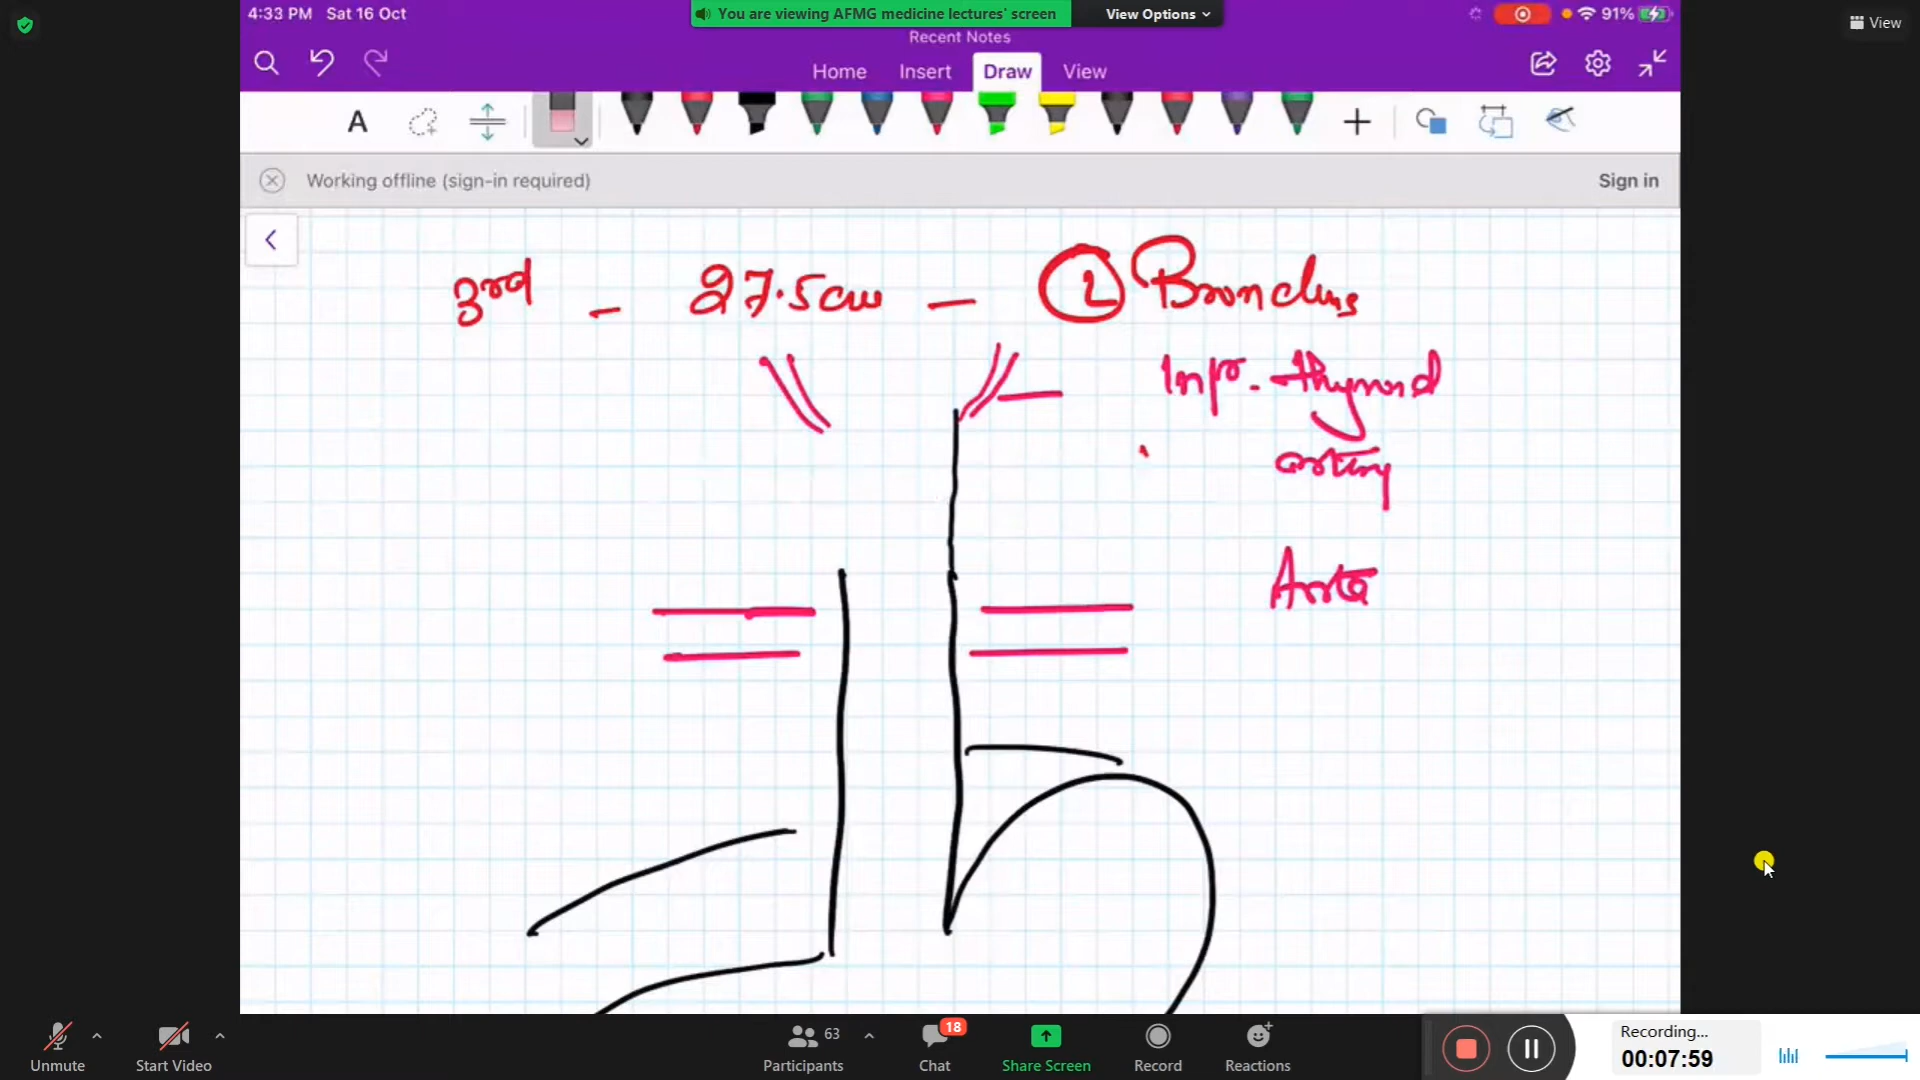 4:33 PM Sat 16 Oct
You are viewing AFMG medicine lectures' screen
View Options
91%
View
Recent Notes
Home Insert Draw View
A
Working offline (sign-in required)
Sign in
3rd - 27.5cm - L Bronchus
Inf. thyroid
artery
Aorta
Unmute
Start Video
63
Participants
18
Chat
Share Screen
Record
Reactions
Recording...
00:07:59